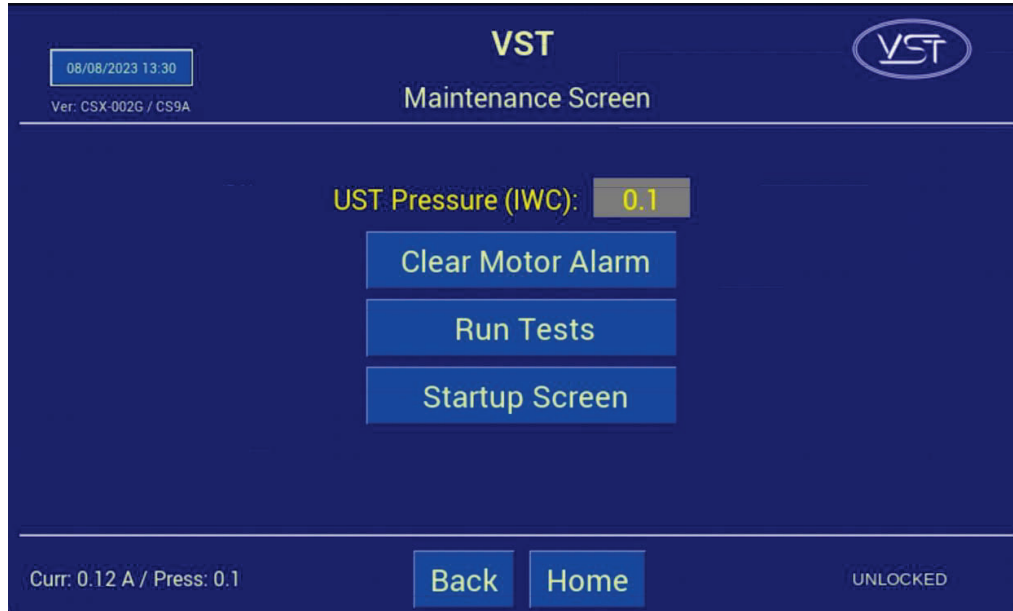 VST
08/08/2023 13:30
Ver: CSX-002G / CS9A
Maintenance Screen
VST
UST Pressure (IWC): 0.1
Clear Motor Alarm
Run Tests
Startup Screen
Curr: 0.12 A / Press: 0.1
Back
Home
UNLOCKED